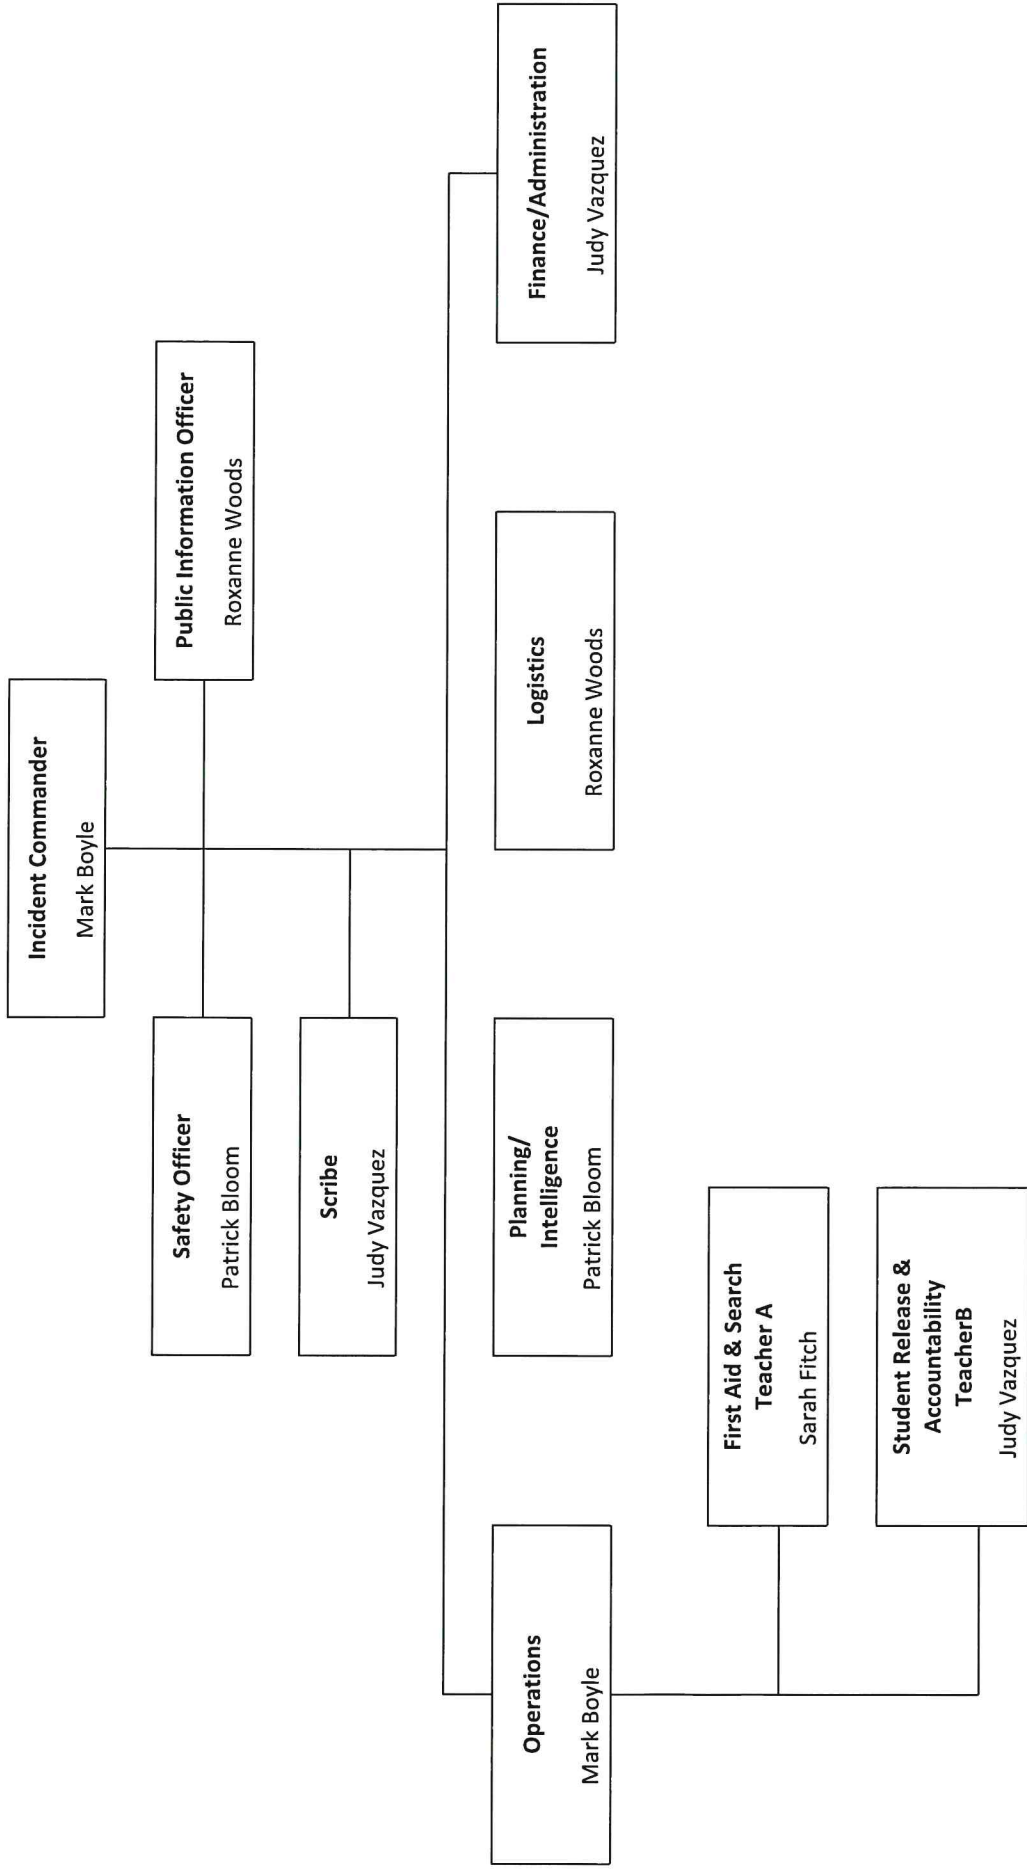 Incident Commander
Mark Boyle
Safety Officer
Patrick Bloom
Public Information Officer
Roxanne Woods
Scribe
Judy Vazquez
Operations
Mark Boyle
Planning/
Intelligence
Patrick Bloom
Logistics
Roxanne Woods
Finance/Administration
Judy Vazquez
First Aid & Search
Teacher A
Sarah Fitch
Student Release &
Accountability
TeacherB
Judy Vazquez